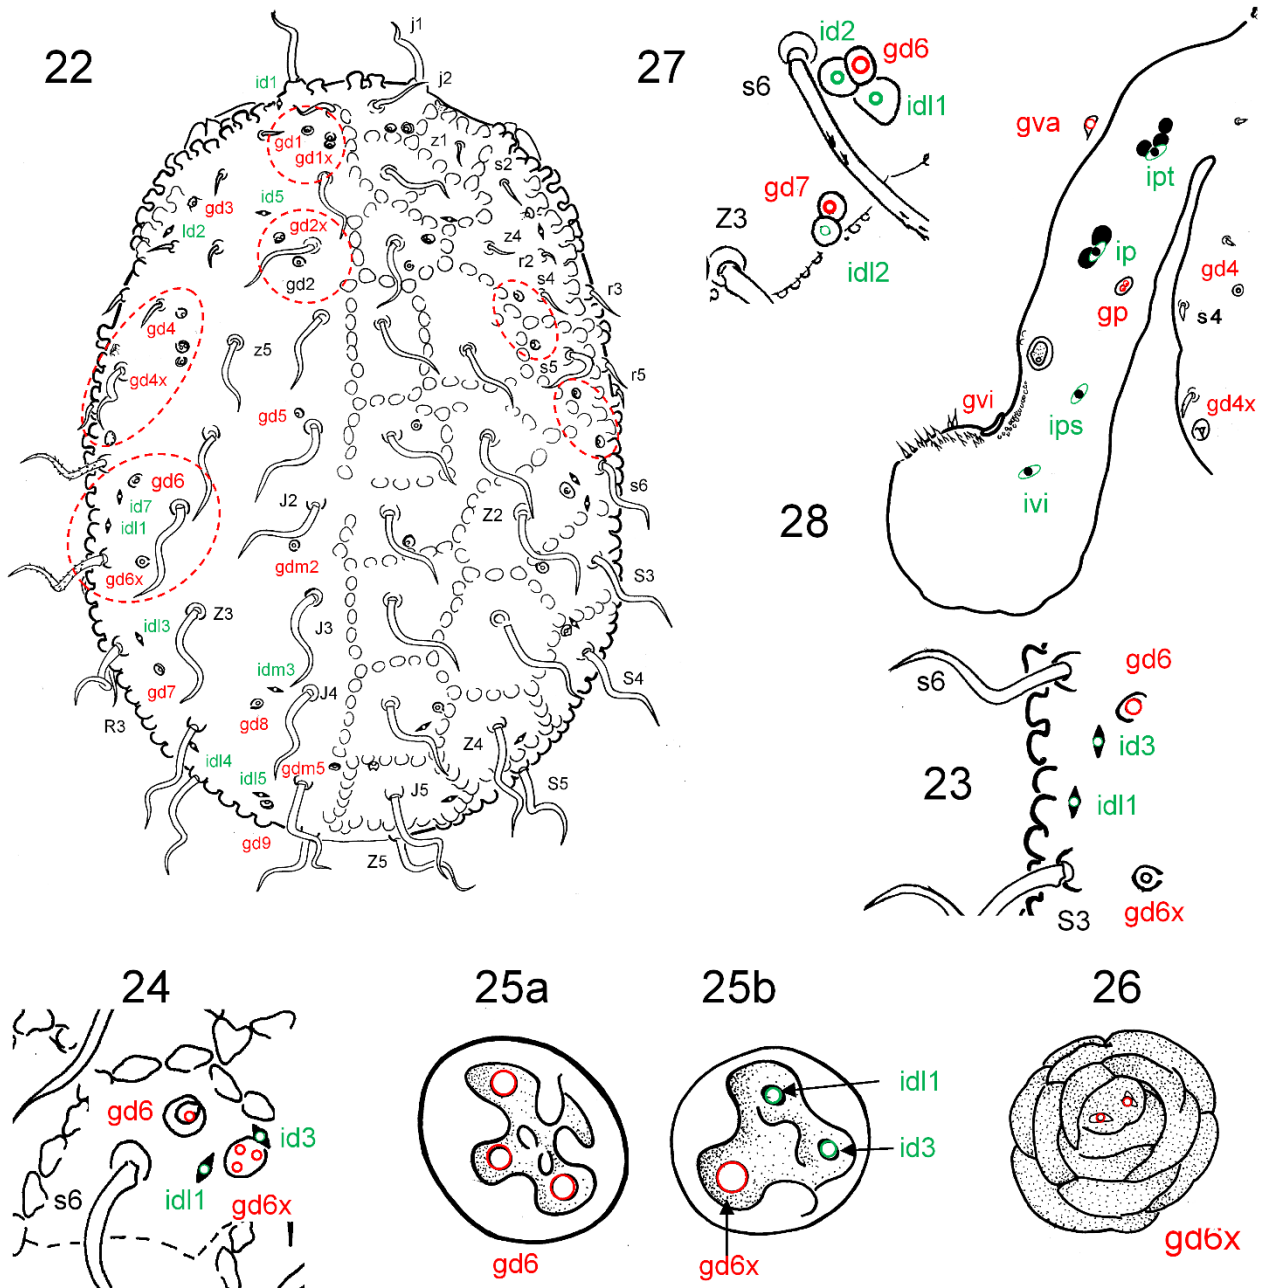 22
j1
id1
j2
gd1
gd1x
z1
s2
gd3
id5
Id2
gd2x
z4
r2
gd2
s4
r3
gd4
z5
s5
gd4x
r5
gd5
gd6
s6
id7
J2
Z2
idl1
gdm2
gd6x
S3
Z3
J3
idl3
idm3
gd7
J4
S4
R3
gd8
Z4
idl4
idl5
gdm5
J5
S5
gd9
Z5
27
id2
gd6
s6
idl1
gd7
Z3
idl2
gva
ipt
ip
gd4
gp
s4
gvi
ips
gd4x
ivi
28
s6
gd6
id3
23
idl1
S3
gd6x
24
gd6
id3
s6
idl1
gd6x
25a
gd6
25b
idl1
id3
gd6x
26
gd6x